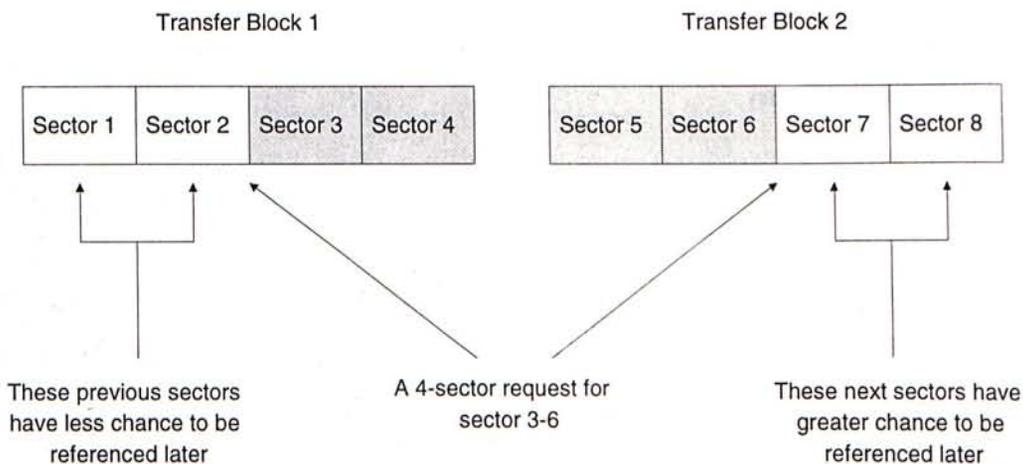 Transfer Block 1
Transfer Block 2
Sector 1
Sector 2
Sector 3
Sector 4
Sector 5
Sector 6
Sector 7
Sector 8
These previous sectors
have less chance to be
referenced later
A 4-sector request for
sector 3-6
These next sectors have
greater chance to be
referenced later